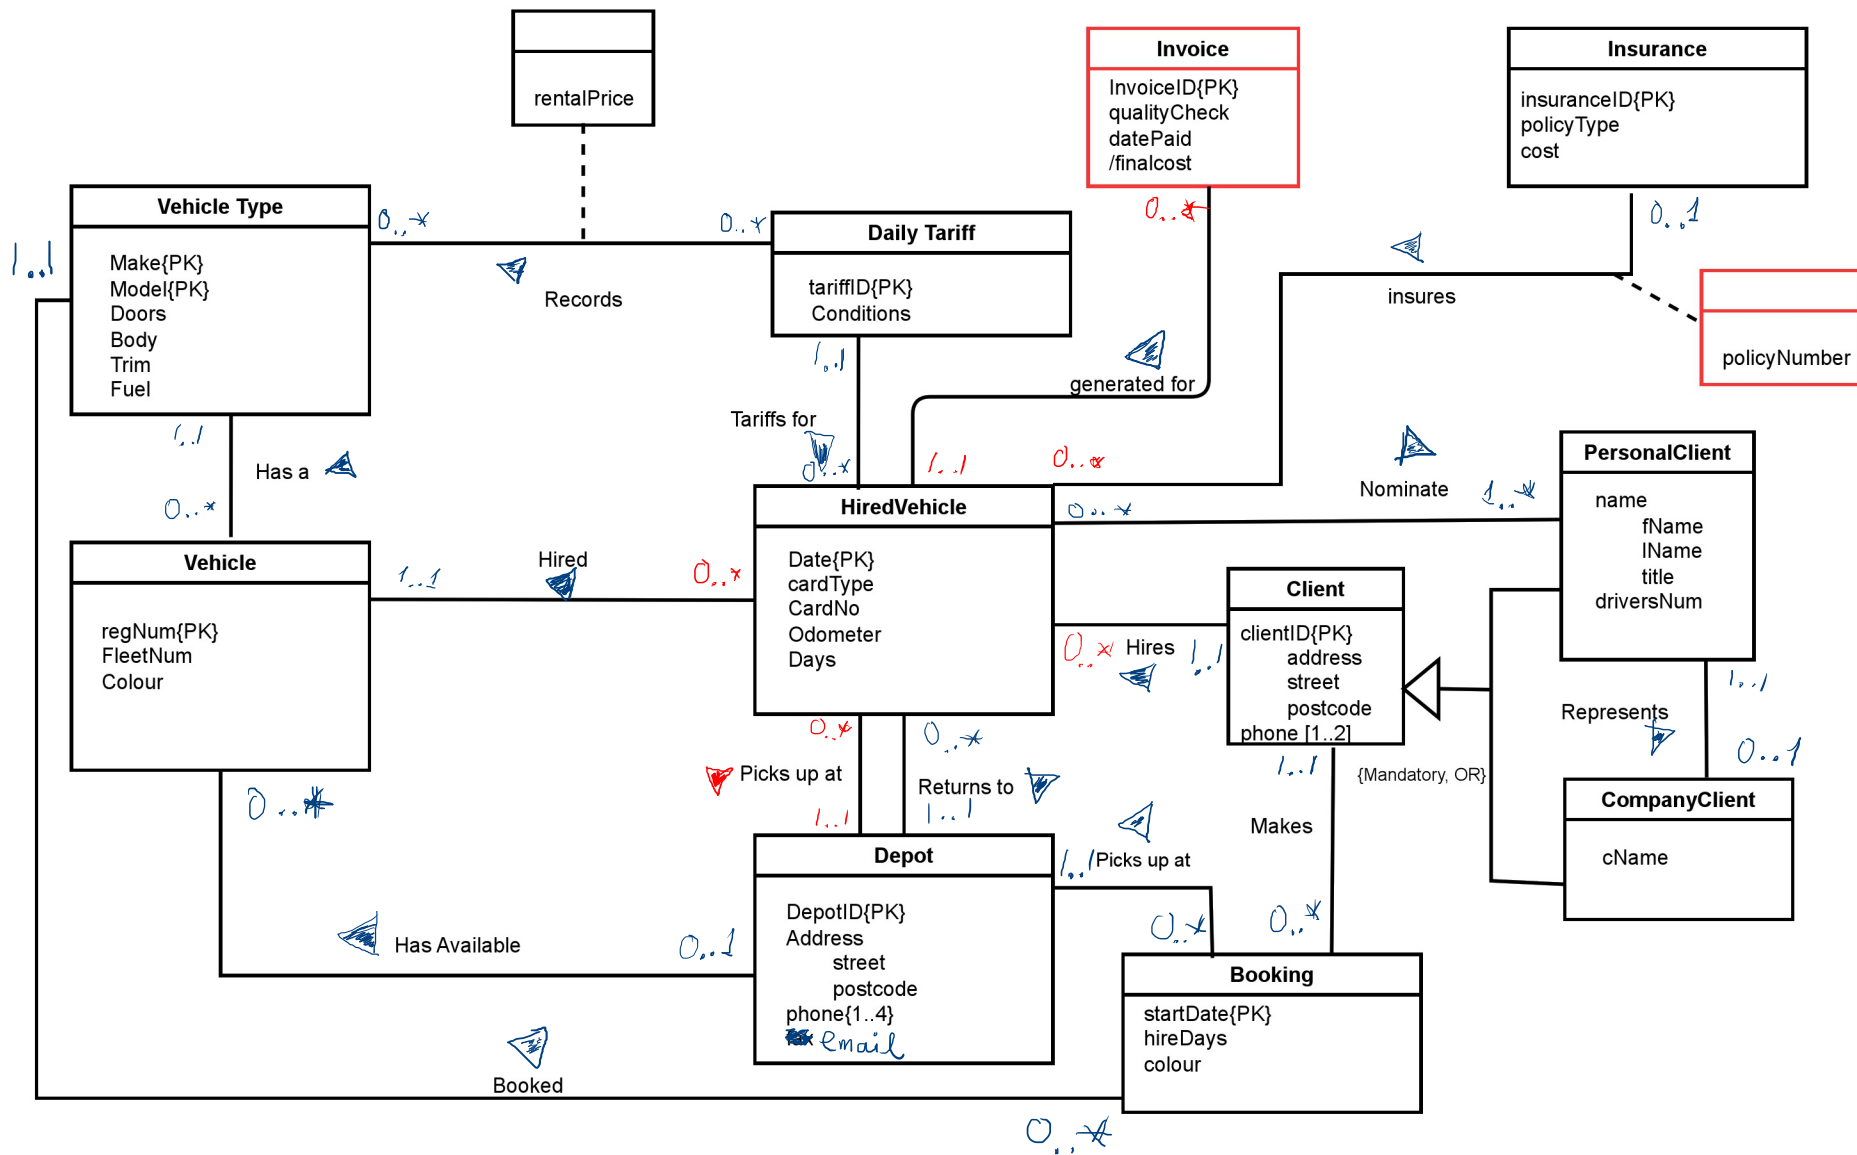 rentalPrice
Invoice
InvoiceID{PK}
qualityCheck
datePaid
/finalcost
0..*
Insurance
insuranceID{PK}
policyType
cost
0..1
insures
policyNumber
Vehicle Type
Make{PK}
Model{PK}
Doors
Body
Trim
Fuel
1..1
0..*
0..*
Records
Daily Tariff
tariffID{PK}
Conditions
1..1
Tariffs for
0..*
generated for
1..1
0..*
1..1
Has a
0..*
Nominate
0..*
1..*
PersonalClient
name
fName
lName
title
driversNum
Vehicle
regNum{PK}
FleetNum
Colour
1..1
Hired
0..*
HiredVehicle
Date{PK}
cardType
CardNo
Odometer
Days
0..*
Hires
1..1
Client
clientID{PK}
address
street
postcode
phone [1..2]
1..1
{Mandatory, OR}
1..1
Represents
0..1
CompanyClient
cName
0..*
Picks up at
1..1
0..*
Returns to
1..1
Makes
0..*
0..*
Has Available
0..1
Depot
DepotID{PK}
Address
street
postcode
phone{1..4}
email
1..1
Picks up at
0..*
Booking
startDate{PK}
hireDays
colour
Booked
0..*